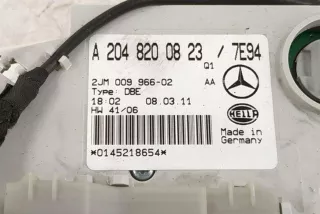 A 204 820 08 23 / 7E94
Q1
2JM 009 966-02 AA
Type: DBE
18:02 08.03.11
HW 41/06
HELLA
Made in
Germany
*0145218654*